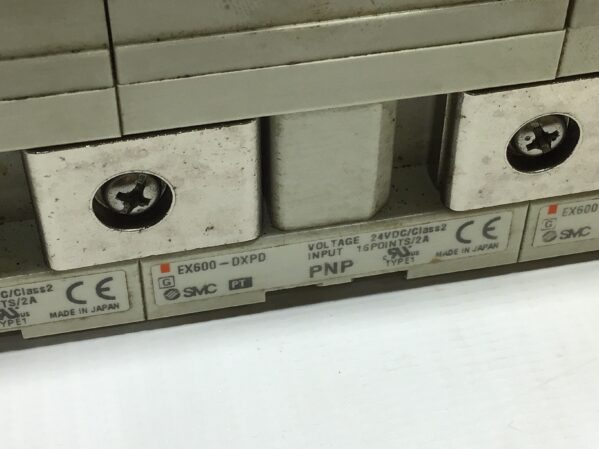 C/Class2
TS/2A
CE
TYPE1
MADE IN JAPAN
EX600-DXPD
VOLTAGE 24VDC/Class2
INPUT 16POINTS/2A
G
SMC
PT
PNP
c us
TYPE1
CE
MADE IN JAPAN
EX600
G
SMC